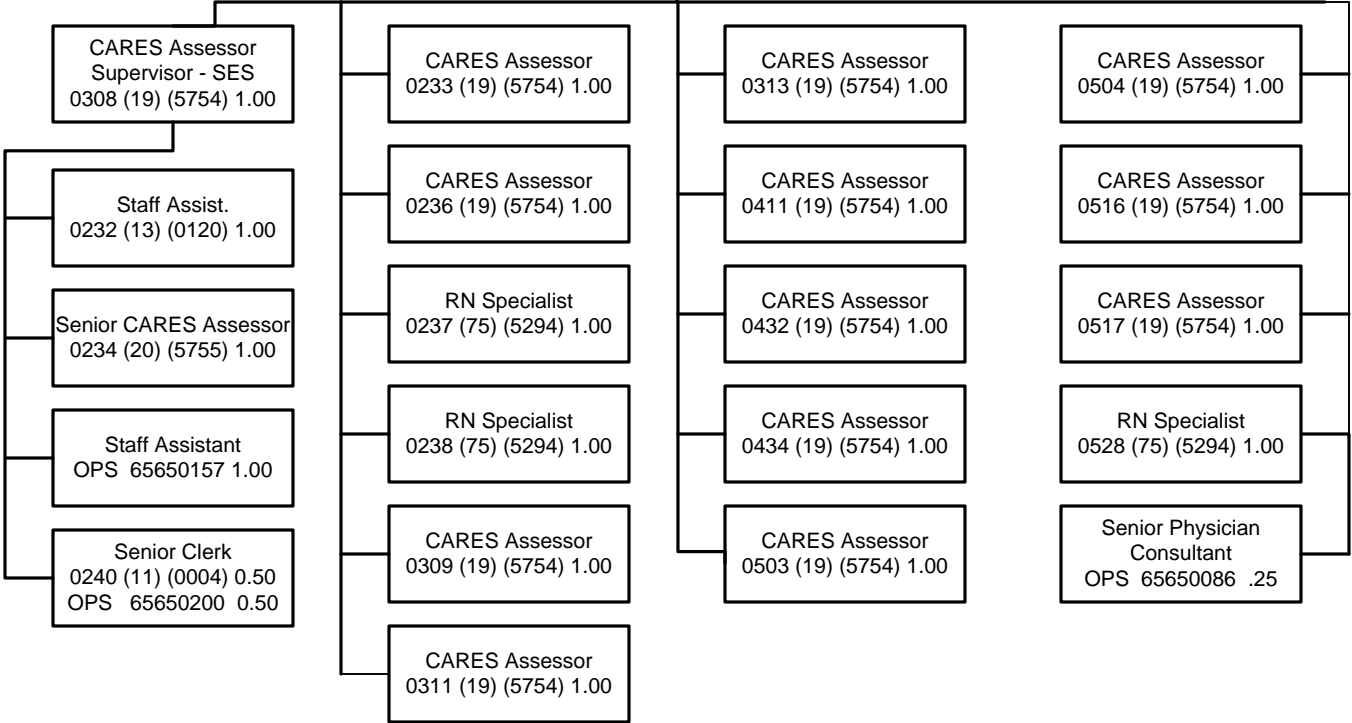 CARES Assessor
Supervisor - SES
0308 (19) (5754) 1.00
Staff Assist.
0232 (13) (0120) 1.00
Senior CARES Assessor
0234 (20) (5755) 1.00
Staff Assistant
OPS 65650157 1.00
Senior Clerk
0240 (11) (0004) 0.50
OPS 65650200 0.50
CARES Assessor
0233 (19) (5754) 1.00
CARES Assessor
0236 (19) (5754) 1.00
RN Specialist
0237 (75) (5294) 1.00
RN Specialist
0238 (75) (5294) 1.00
CARES Assessor
0309 (19) (5754) 1.00
CARES Assessor
0311 (19) (5754) 1.00
CARES Assessor
0313 (19) (5754) 1.00
CARES Assessor
0411 (19) (5754) 1.00
CARES Assessor
0432 (19) (5754) 1.00
CARES Assessor
0434 (19) (5754) 1.00
CARES Assessor
0503 (19) (5754) 1.00
CARES Assessor
0504 (19) (5754) 1.00
CARES Assessor
0516 (19) (5754) 1.00
CARES Assessor
0517 (19) (5754) 1.00
RN Specialist
0528 (75) (5294) 1.00
Senior Physician
Consultant
OPS 65650086 .25